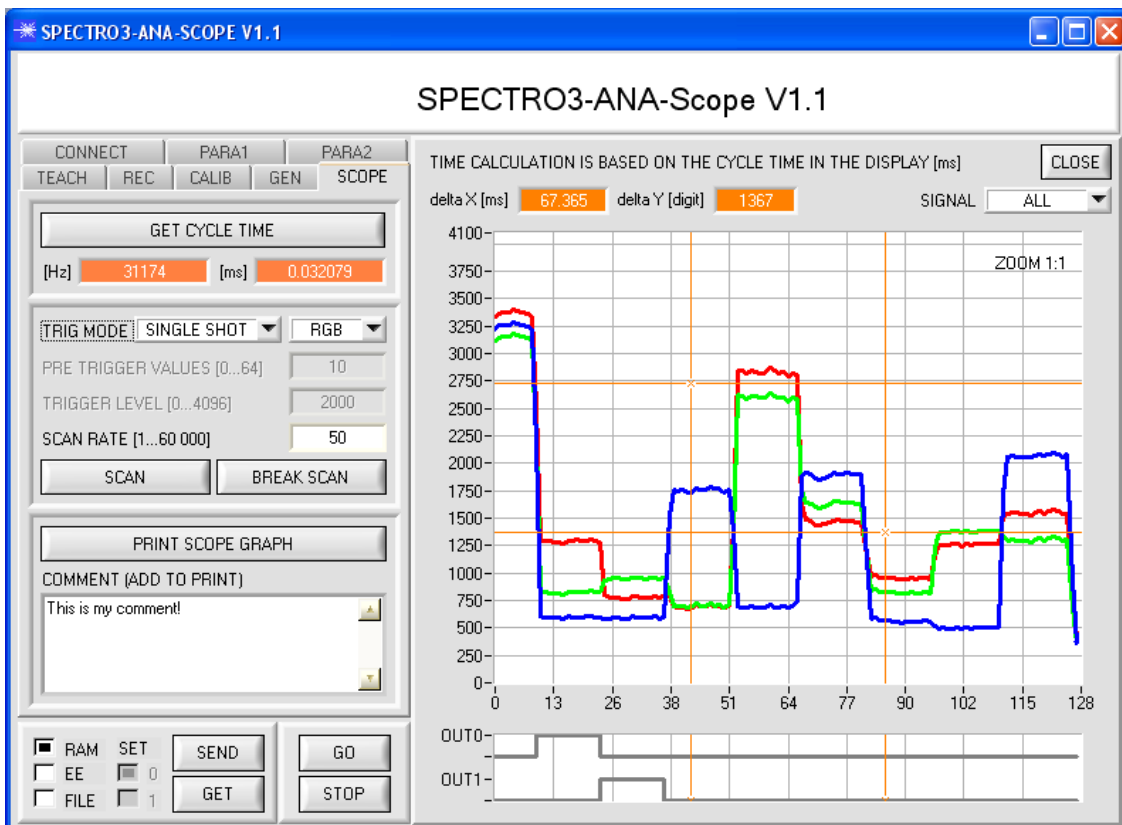 SPECTRO3-ANA-SCOPE V1.1
SPECTRO3-ANA-Scope V1.1
CONNECT PARA1 PARA2
TEACH REC CALIB GEN SCOPE
GET CYCLE TIME
[Hz] 31174 [ms] 0.032079
TRIG MODE SINGLE SHOT RGB
PRE TRIGGER VALUES [0...64] 10
TRIGGER LEVEL [0...4096] 2000
SCAN RATE [1...60 000] 50
SCAN BREAK SCAN
PRINT SCOPE GRAPH
COMMENT (ADD TO PRINT)
This is my comment!
RAM SET SEND GO
EE 0
FILE 1 GET STOP
TIME CALCULATION IS BASED ON THE CYCLE TIME IN THE DISPLAY [ms] CLOSE
delta X [ms] 67.365 delta Y [digit] 1367 SIGNAL ALL
ZOOM 1:1
4100
3750
3500
3250
3000
2750
2500
2250
2000
1750
1500
1250
1000
750
500
250
0
0 13 26 38 51 64 77 90 102 115 128
OUT0
OUT1